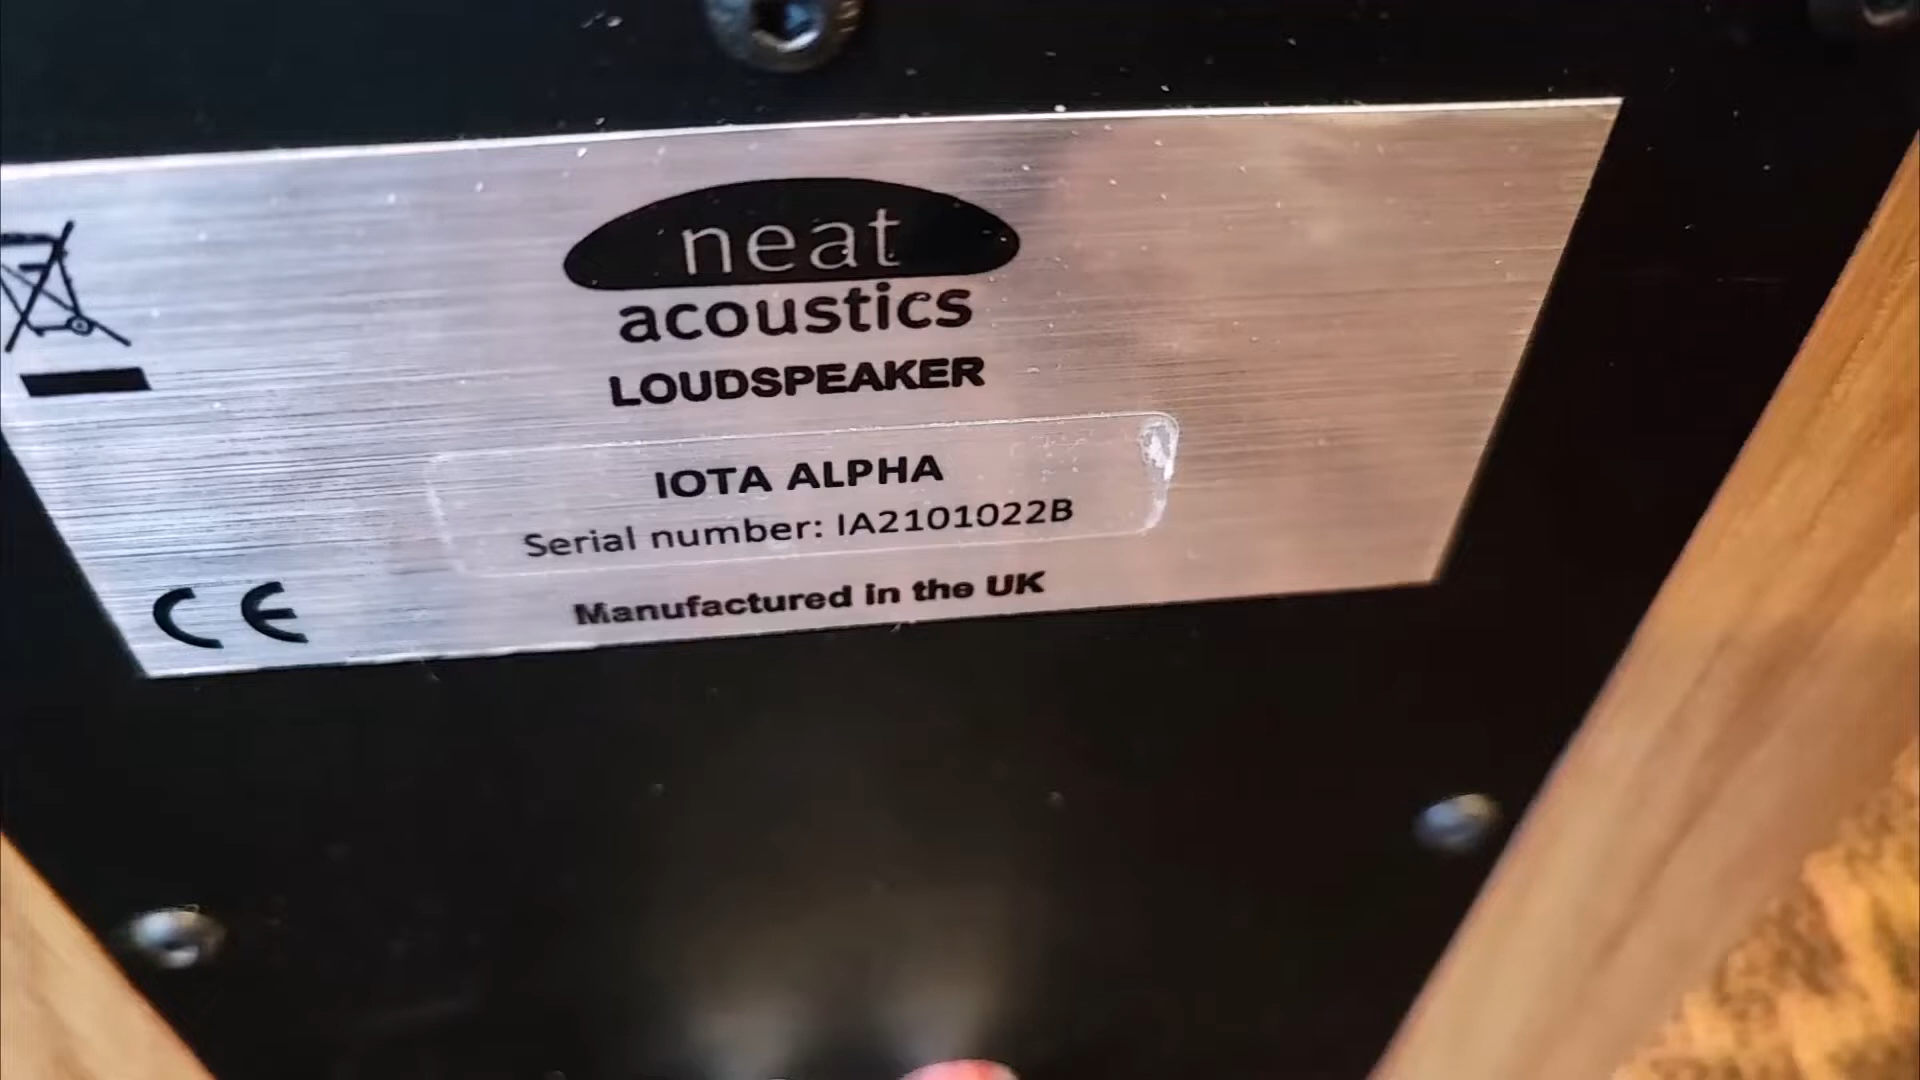 neat
acoustics
LOUDSPEAKER
IOTA ALPHA
Serial number: IA2101022B
CE
Manufactured in the UK